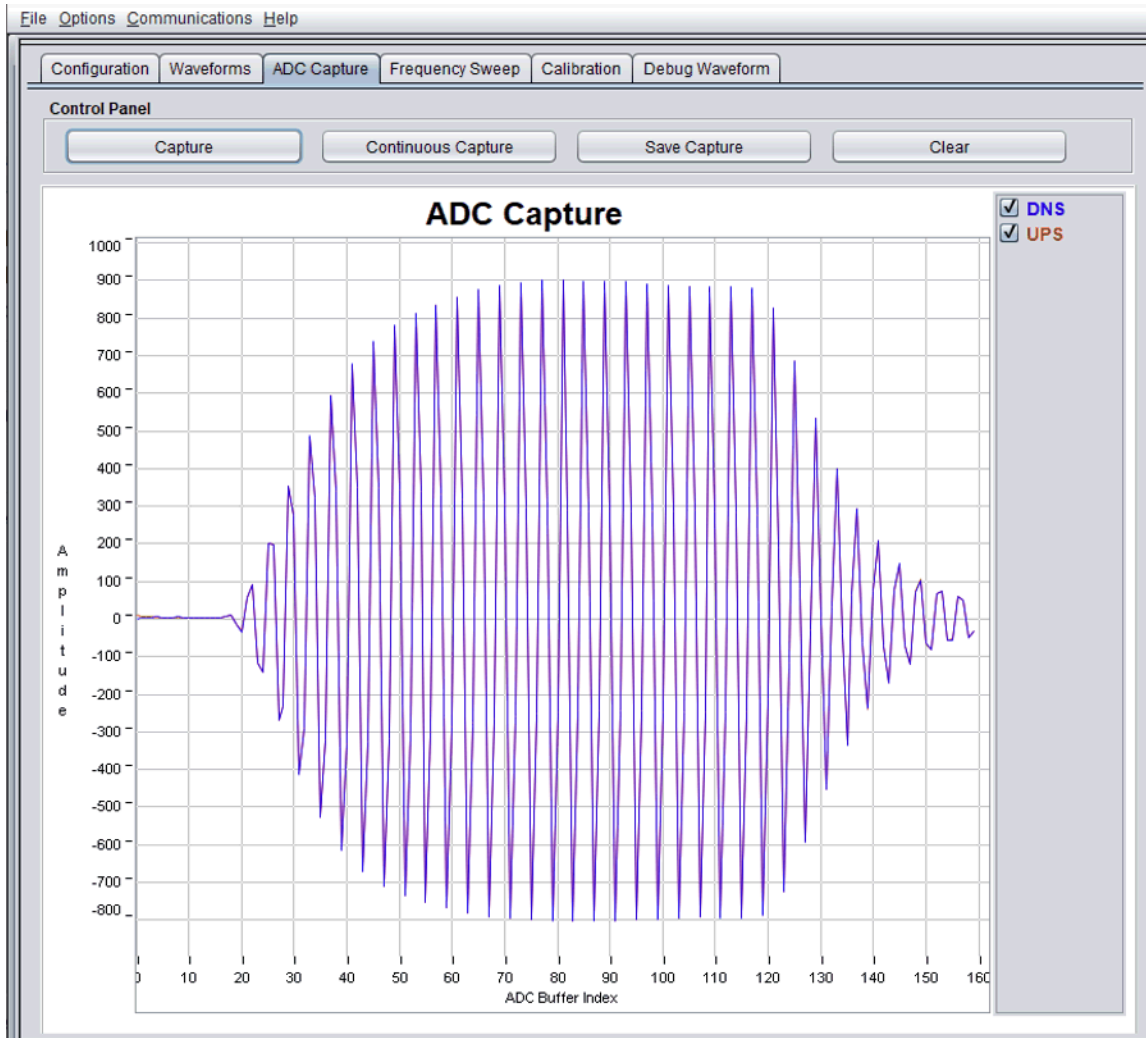 File Options Communications Help
Configuration Waveforms ADC Capture Frequency Sweep Calibration Debug Waveform
Control Panel
Capture Continuous Capture Save Capture Clear
ADC Capture
DNS
UPS
1000
900
800
700
600
500
400
300
200
100
0
-100
-200
-300
-400
-500
-600
-700
-800
Amplitude
0 10 20 30 40 50 60 70 80 90 100 110 120 130 140 150 160
ADC Buffer Index